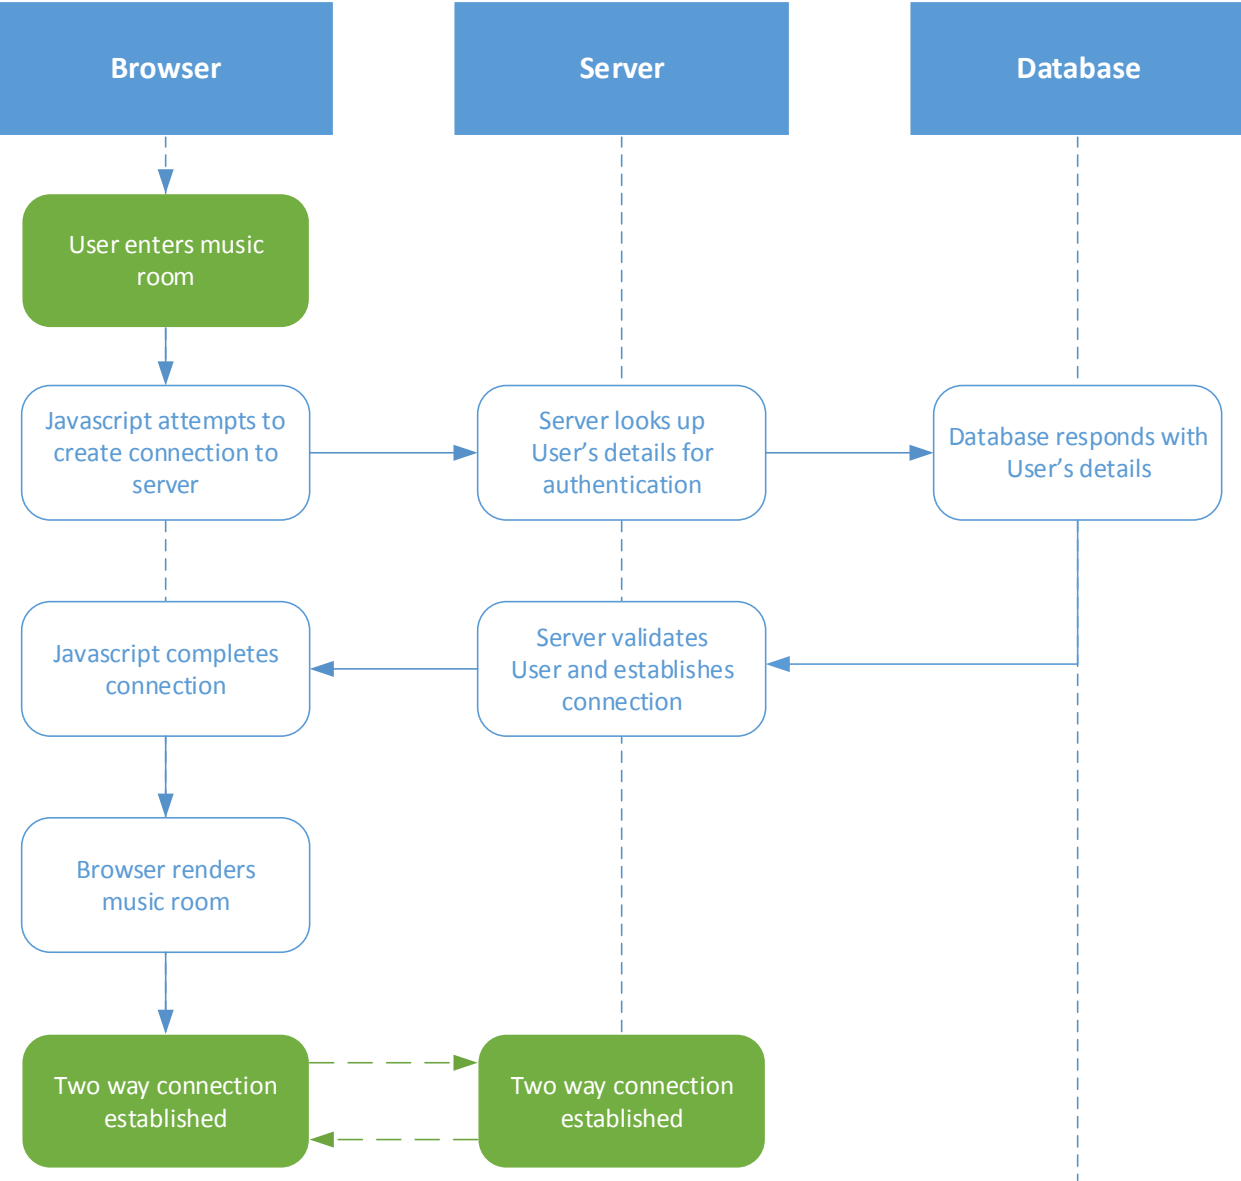 Browser
Server
Database
User enters music
room
Javascript attempts to
create connection to
server
Server looks up
User’s details for
authentication
Database responds with
User’s details
Javascript completes
connection
Server validates
User and establishes
connection
Browser renders
music room
Two way connection
established
Two way connection
established